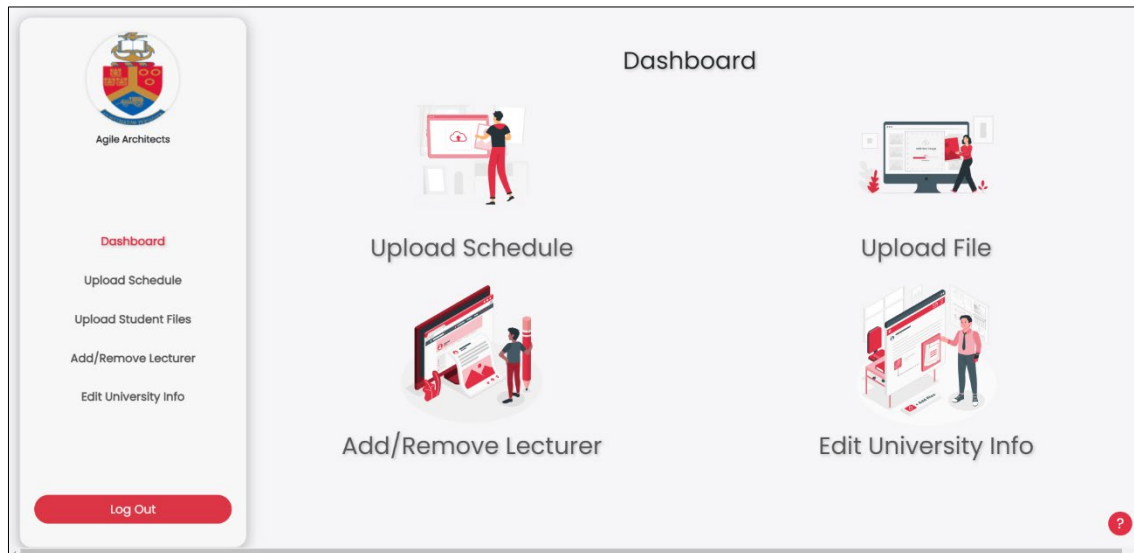 Agile Architects
Dashboard
Upload Schedule
Upload Student Files
Add/Remove Lecturer
Edit University Info
Log Out
Dashboard
Upload Schedule
Upload File
Add/Remove Lecturer
Edit University Info
?